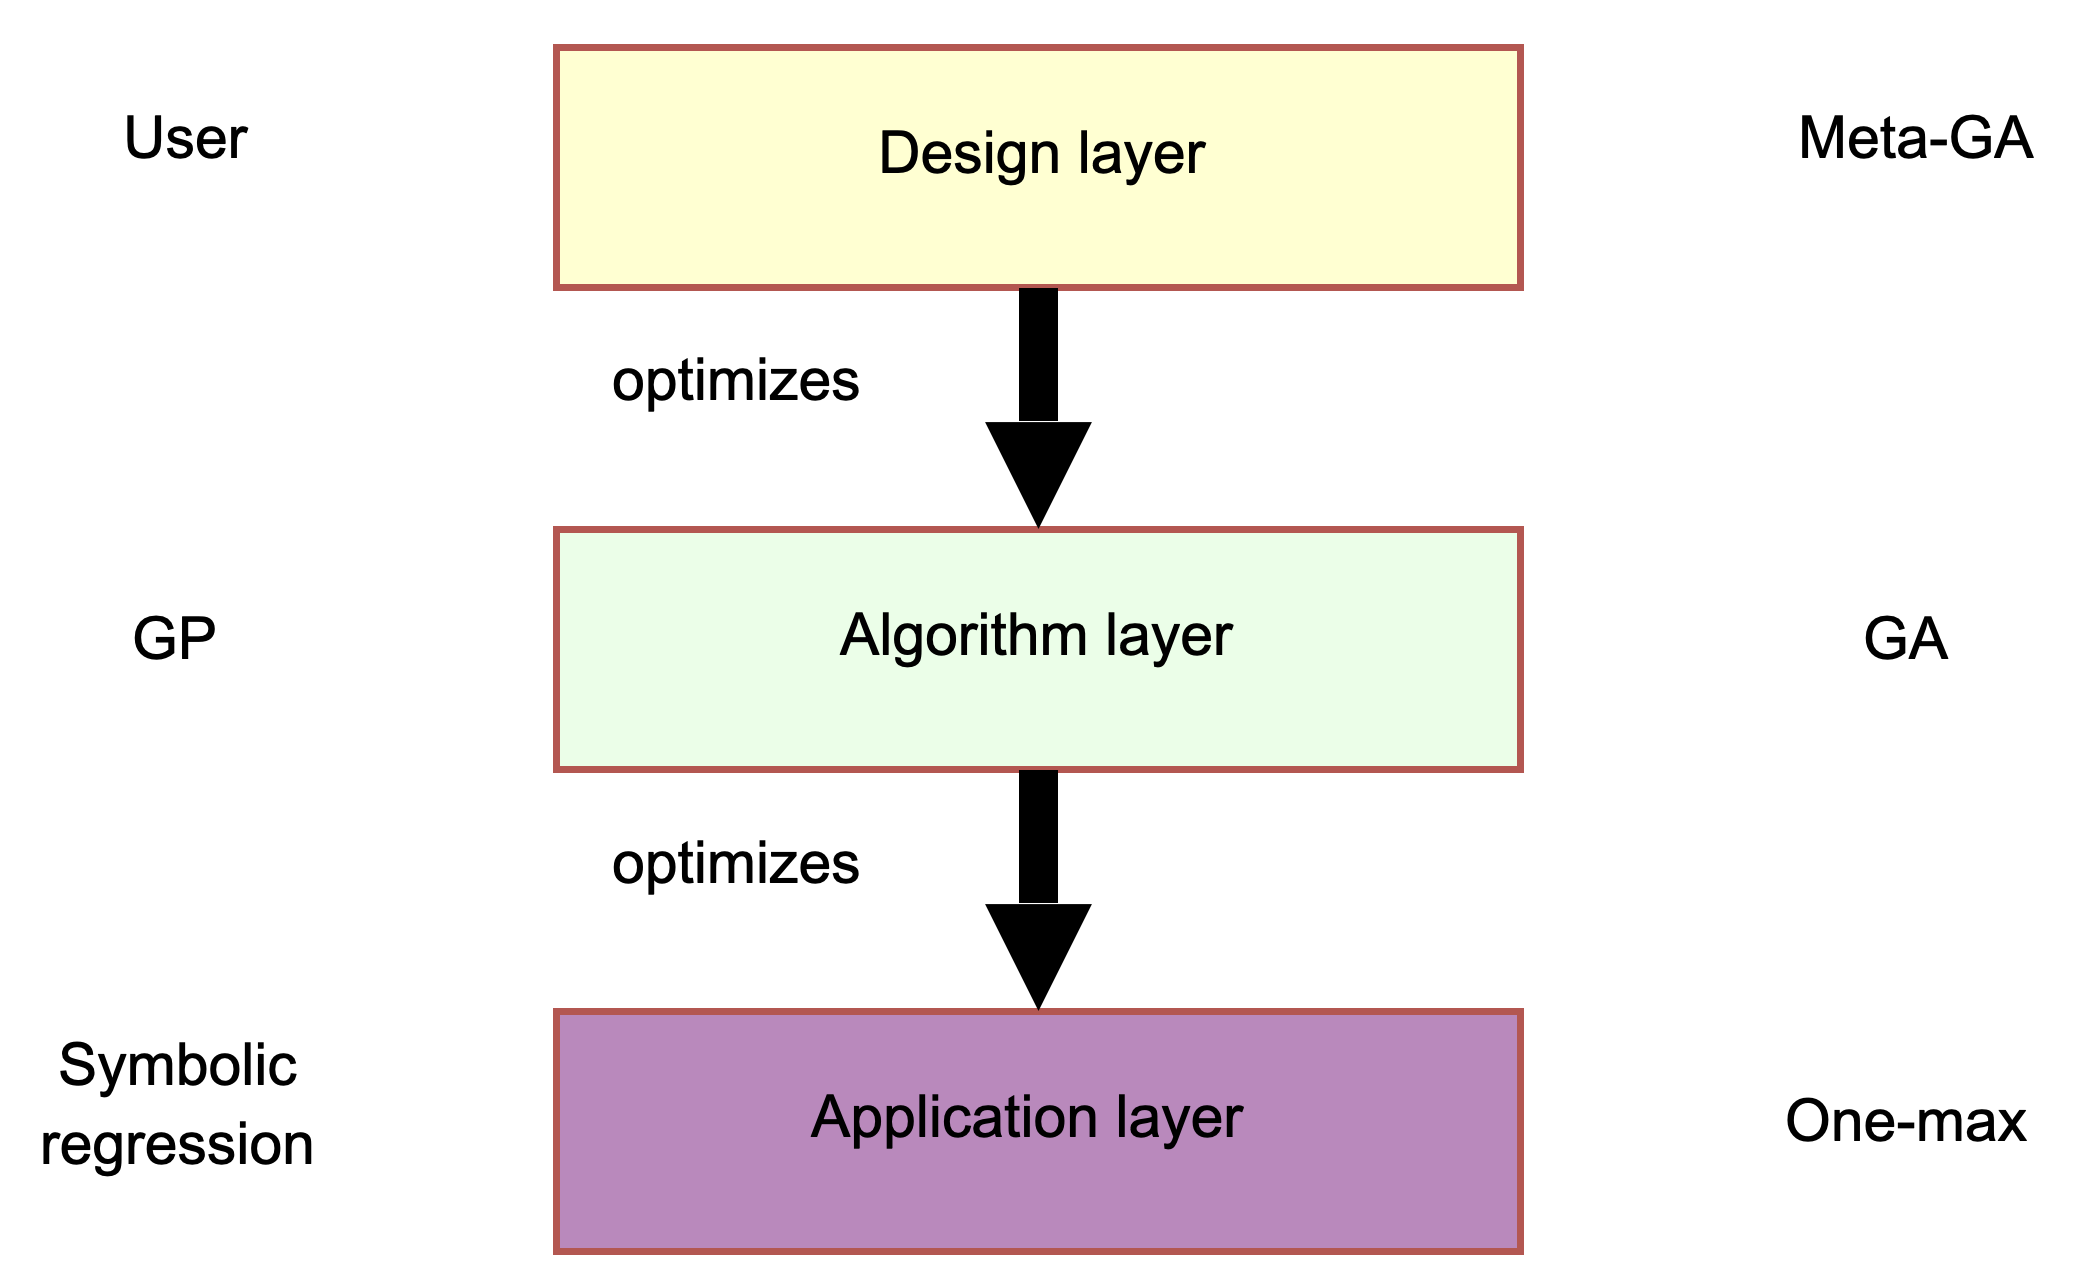 User
Design layer
Meta-GA
optimizes
GP
Algorithm layer
GA
optimizes
Symbolic
regression
Application layer
One-max